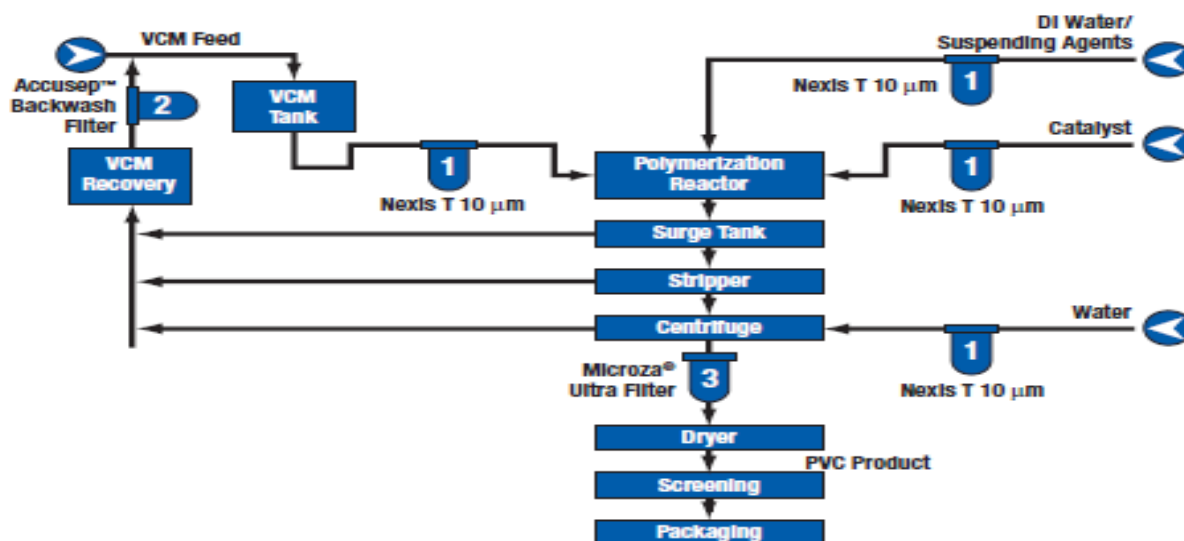 VCM Feed
DI Water/
Suspending Agents
Accusep™
Backwash
Filter
2
VCM
Tank
Nexis T 10 µm
1
Catalyst
VCM
Recovery
1
Nexis T 10 µm
Polymerization
Reactor
1
Nexis T 10 µm
Surge Tank
Stripper
Centrifuge
Water
1
Nexis T 10 µm
Microza®
Ultra Filter
3
Dryer
PVC Product
Screening
Packaging